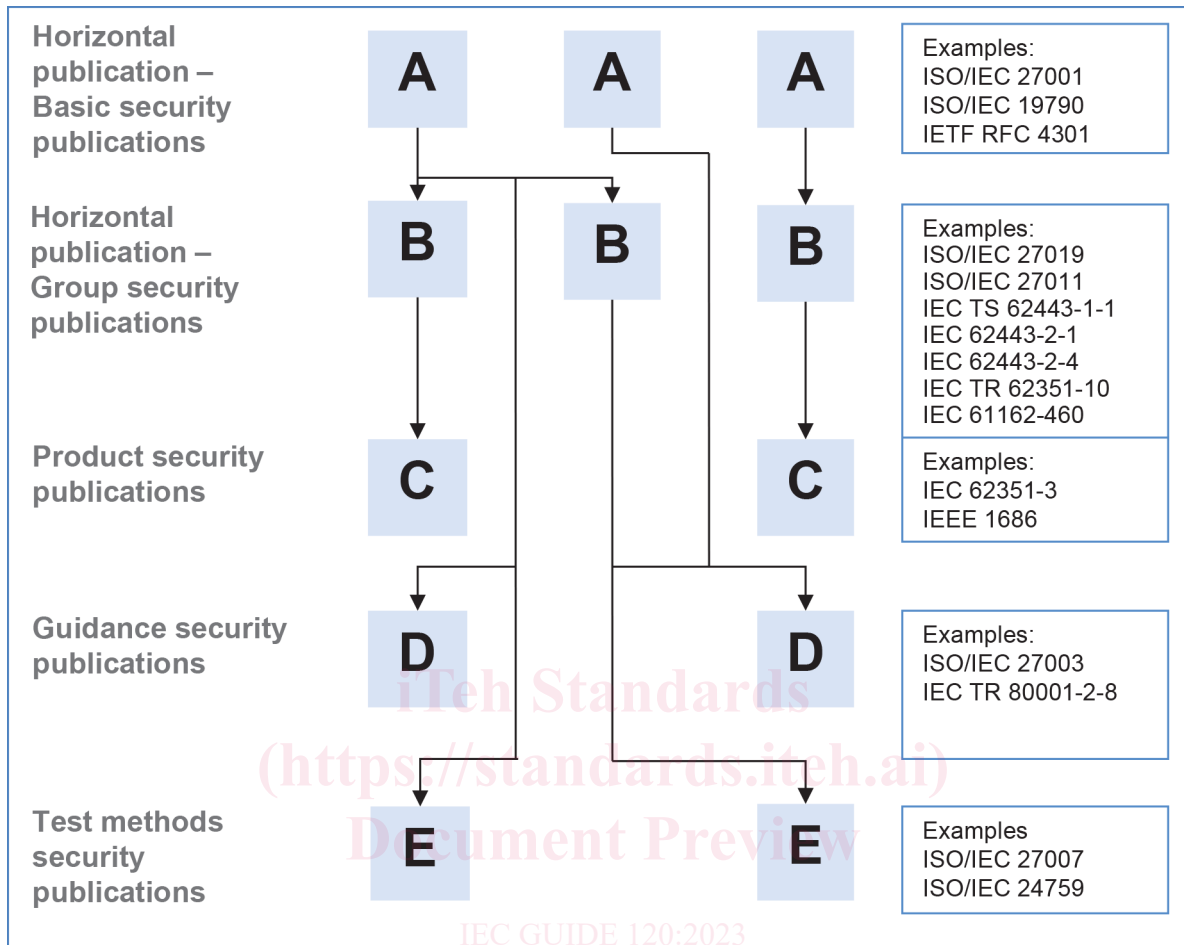 Horizontal
publication –
Basic security
publications
A
A
A
Examples:
ISO/IEC 27001
ISO/IEC 19790
IETF RFC 4301
Horizontal
publication –
Group security
publications
B
B
B
Examples:
ISO/IEC 27019
ISO/IEC 27011
IEC TS 62443-1-1
IEC 62443-2-1
IEC 62443-2-4
IEC TR 62351-10
IEC 61162-460
Product security
publications
C
C
Examples:
IEC 62351-3
IEEE 1686
Guidance security
publications
D
D
Examples:
ISO/IEC 27003
IEC TR 80001-2-8
iTeh Standards
(https://standards.iteh.ai)
Document Preview
Test methods
security
publications
E
E
Examples
ISO/IEC 27007
ISO/IEC 24759
IEC GUIDE 120:2023